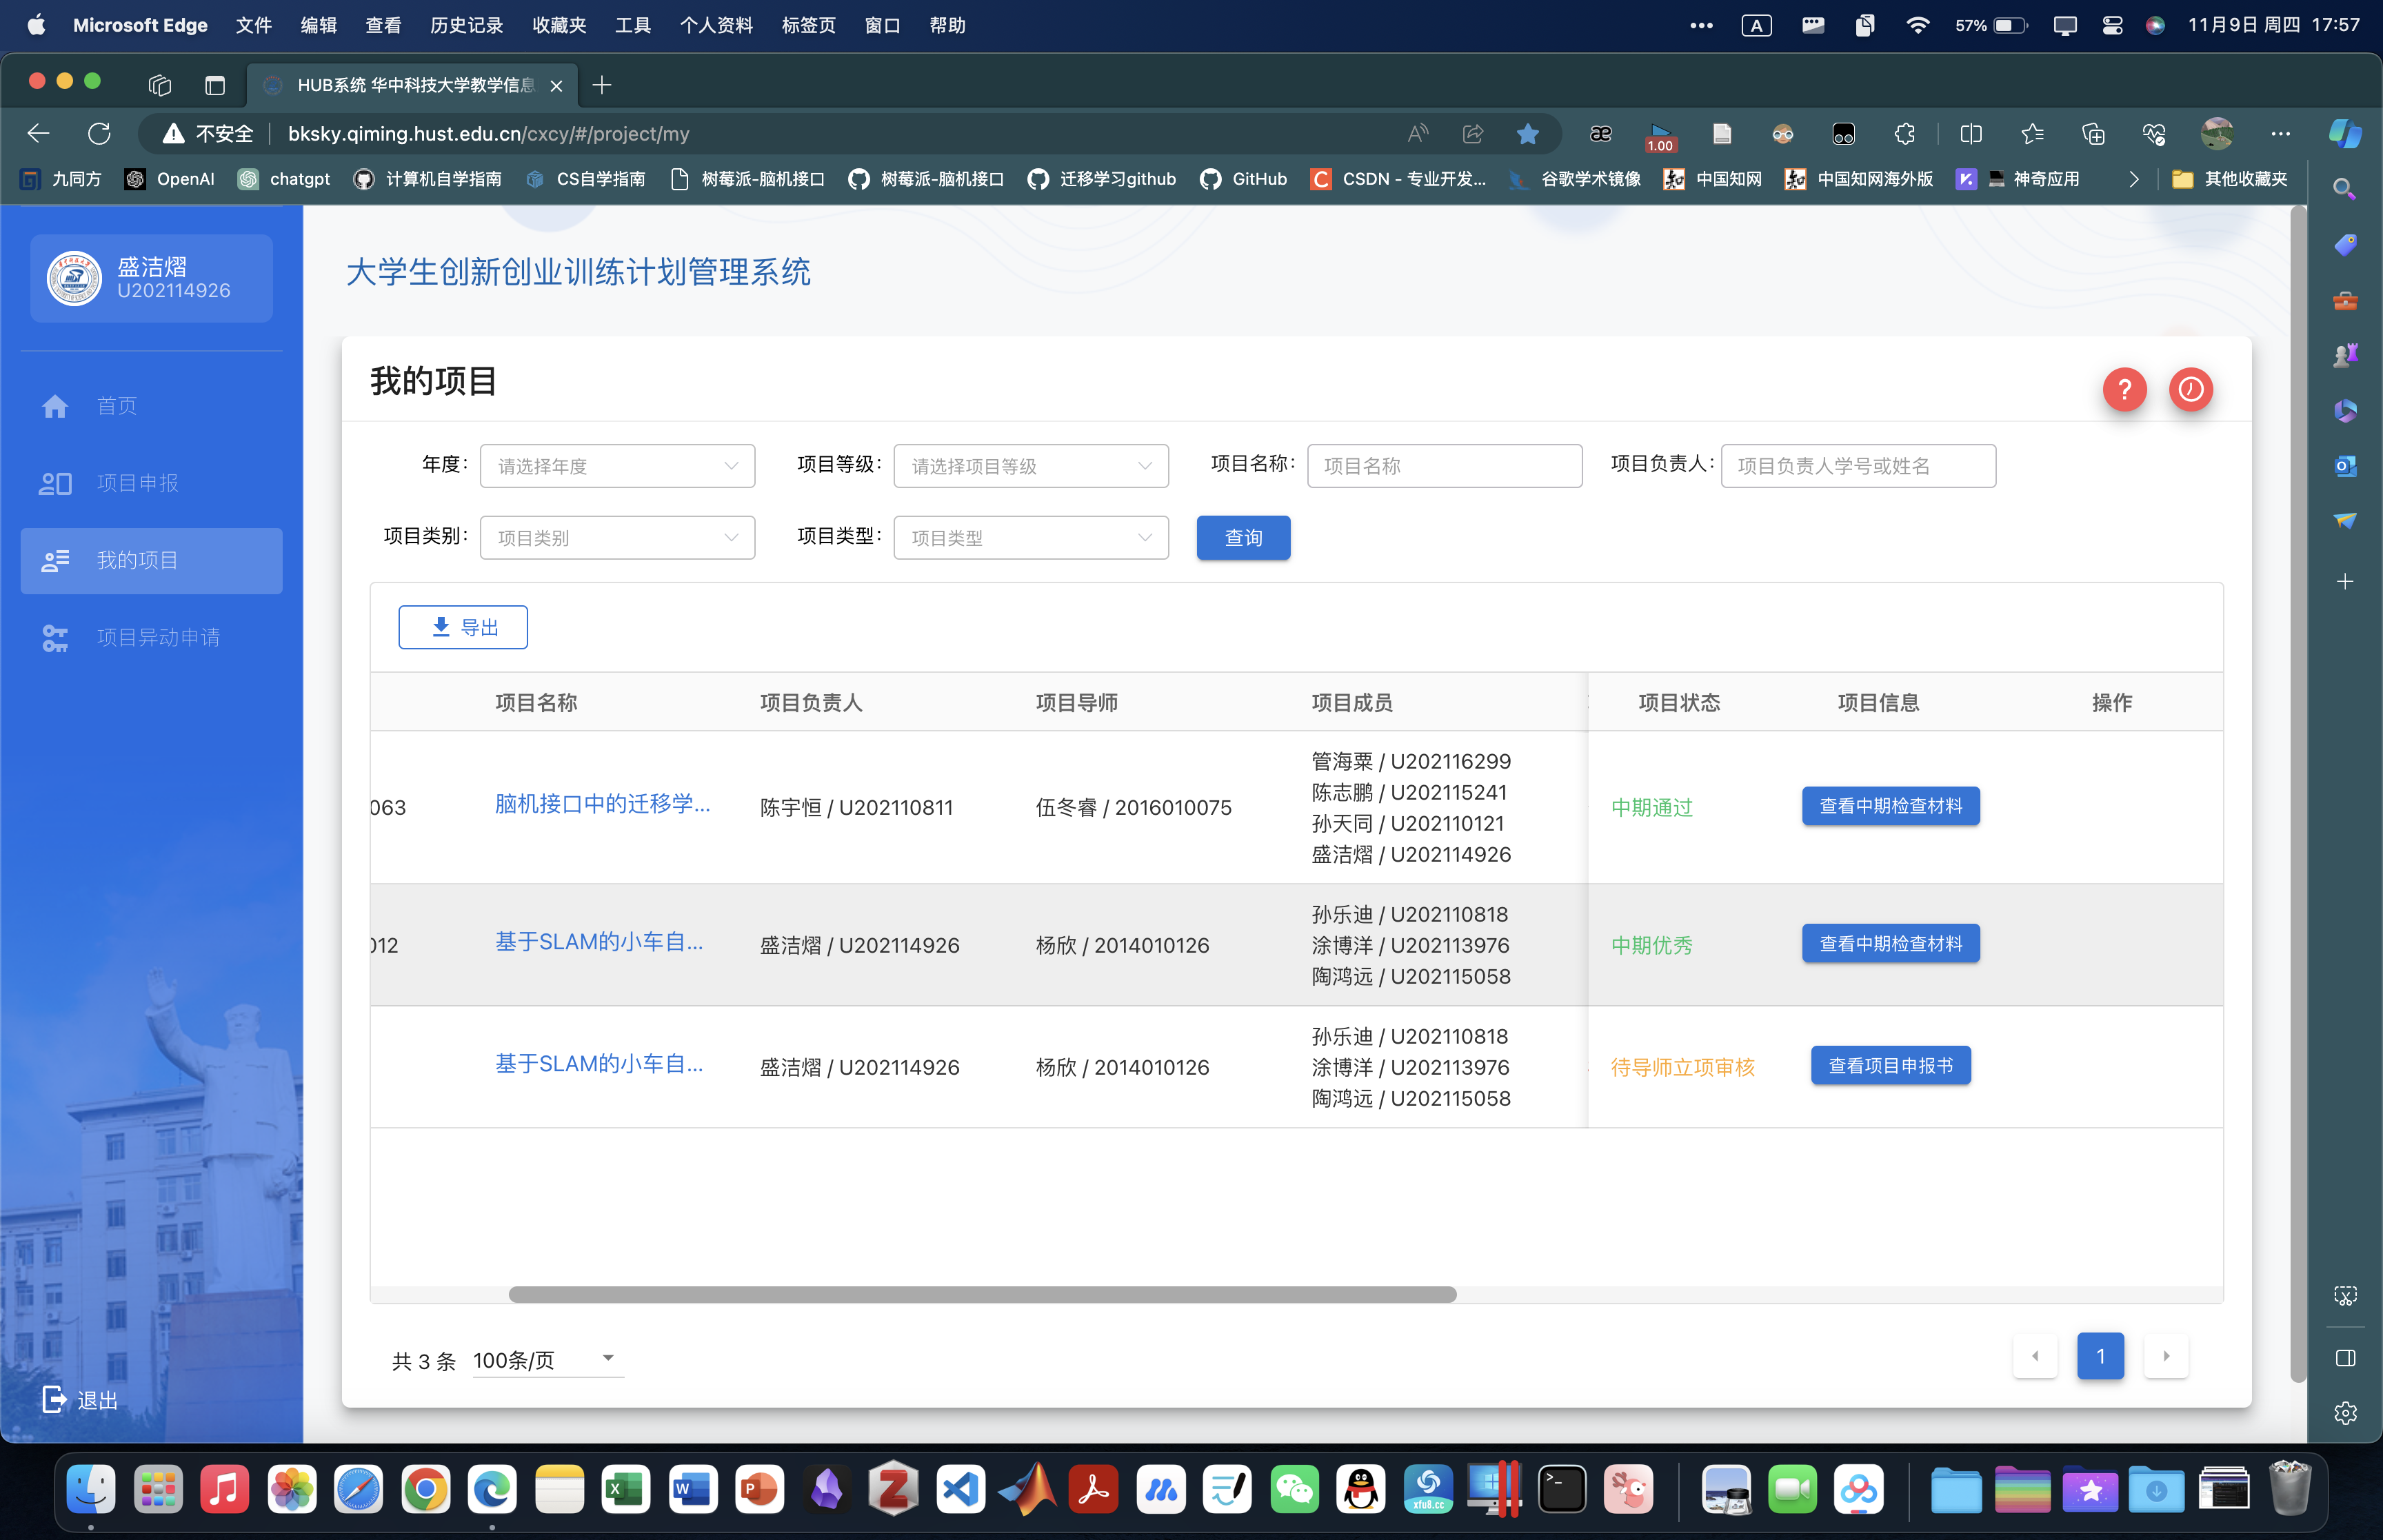 Microsoft Edge 文件 编辑 查看 历史记录 收藏夹 工具 个人资料 标签页 窗口 帮助
A 57% 11月9日 周四 17:57
HUB系统 华中科技大学教学信息
不安全 bksky.qiming.hust.edu.cn/cxcy/#/project/my
1.00
九同方 OpenAI chatgpt 计算机自学指南 CS自学指南 树莓派-脑机接口 树莓派-脑机接口 迁移学习github GitHub CSDN - 专业开发... 谷歌学术镜像 中国知网 中国知网海外版 神奇应用 其他收藏夹
盛洁熠
U202114926
大学生创新创业训练计划管理系统
首页
项目申报
我的项目
项目异动申请
退出
我的项目
年度： 请选择年度 项目等级： 请选择项目等级 项目名称： 项目名称 项目负责人： 项目负责人学号或姓名
项目类别： 项目类别 项目类型： 项目类型 查询
导出
项目名称 项目负责人 项目导师 项目成员 项目状态 项目信息 操作
063 脑机接口中的迁移学... 陈宇恒 / U202110811 伍冬睿 / 2016010075
管海粟 / U202116299
陈志鹏 / U202115241
孙天同 / U202110121
盛洁熠 / U202114926
中期通过 查看中期检查材料
012 基于SLAM的小车自... 盛洁熠 / U202114926 杨欣 / 2014010126
孙乐迪 / U202110818
涂博洋 / U202113976
陶鸿远 / U202115058
中期优秀 查看中期检查材料
基于SLAM的小车自... 盛洁熠 / U202114926 杨欣 / 2014010126
孙乐迪 / U202110818
涂博洋 / U202113976
陶鸿远 / U202115058
待导师立项审核 查看项目申报书
共 3 条 100条/页
1
xfu8.cc